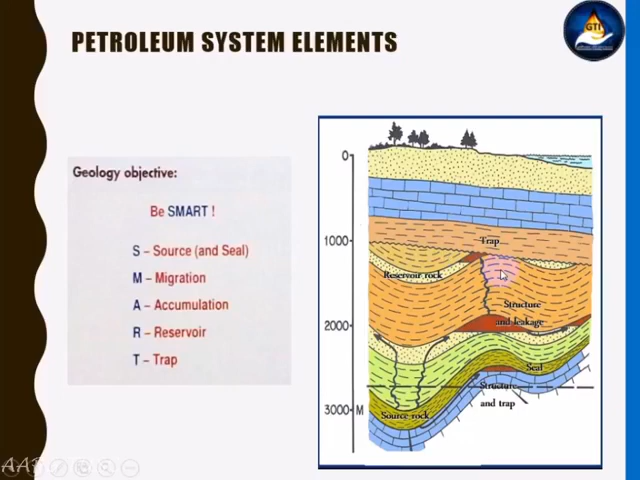 PETROLEUM SYSTEM ELEMENTS
GTI
Geology objective:
Be SMART !
S – Source (and Seal)
M – Migration
A – Accumulation
R – Reservoir
T – Trap
0
1000
2000
3000
M
Trap
Reservoir rock
Structure
and leakage
Seal
Structure
and trap
Source rock